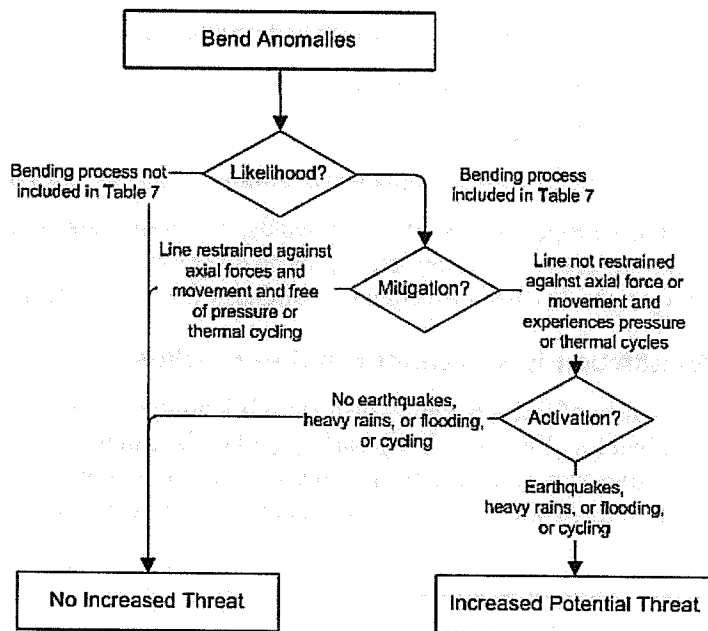 Bend Anomalies
Likelihood?
Bending process not
included in Table 7
Bending process
included in Table 7
Line restrained against
axial forces and
movement and free
of pressure or
thermal cycling
Mitigation?
Line not restrained
against axial force or
movement and
experiences pressure
or thermal cycles
No earthquakes,
heavy rains, or flooding,
or cycling
Activation?
Earthquakes,
heavy rains, or flooding,
or cycling
No Increased Threat
Increased Potential Threat